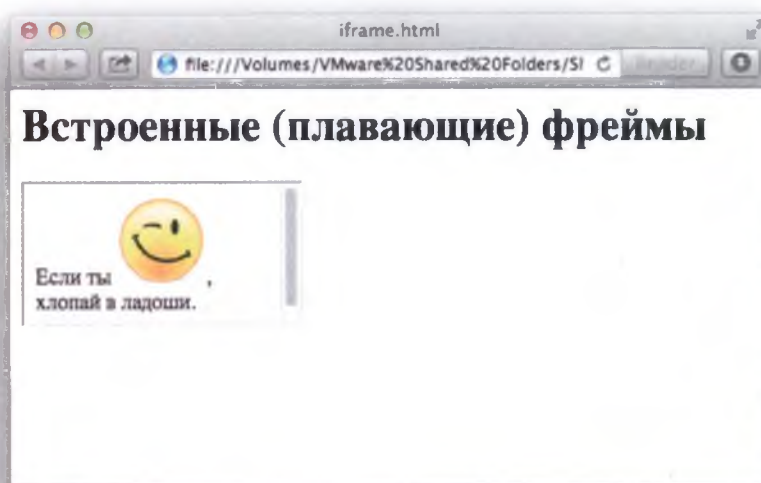 iframe.html
file:///Volumes/VMware%20Shared%20Folders/Sl
Reader
Встроенные (плавающие) фреймы
Если ты ,
хлопай в ладоши.